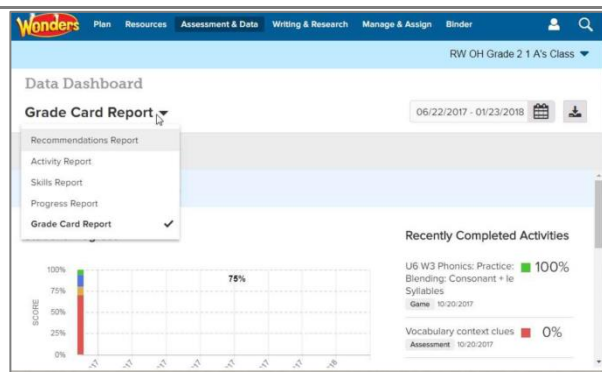 Wonders Plan Resources Assessment & Data Writing & Research Manage & Assign Binder
RW OH Grade 2 1 A's Class
Data Dashboard
Grade Card Report
06/22/2017 - 01/23/2018
Recommendations Report
Activity Report
Skills Report
Progress Report
Grade Card Report
Recently Completed Activities
100%
75%
50%
25%
0%
SCORE
75%
U6 W3 Phonics: Practice: 100%
Blending: Consonant + le
Syllables
Game 10/20/2017
Vocabulary context clues 0%
Assessment 10/20/2017